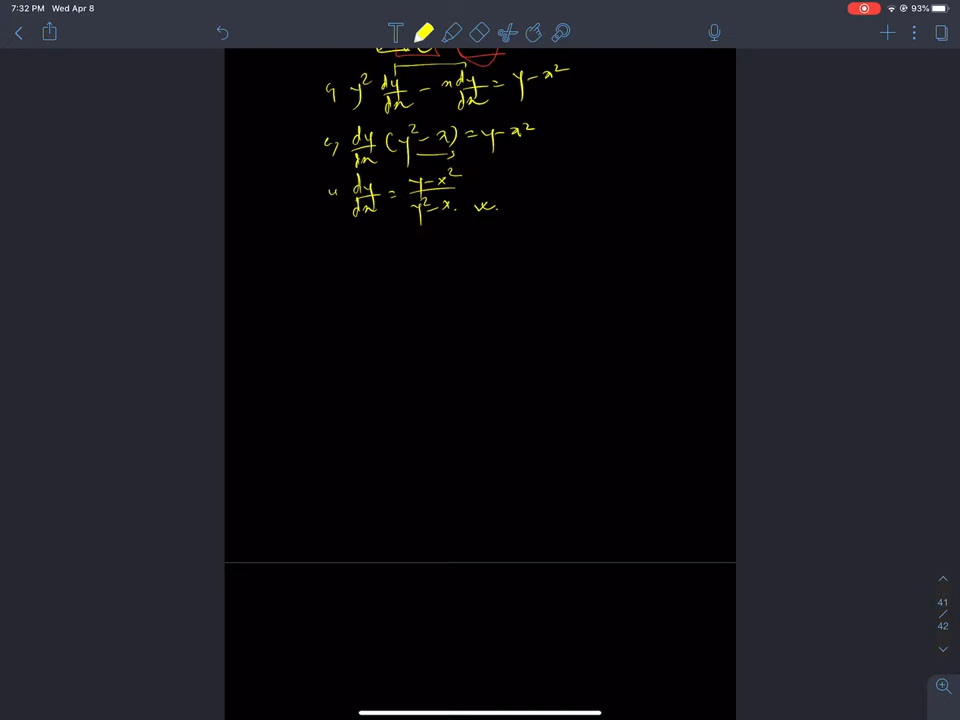 7:32 PM Wed Apr 8
93%
T
y² dy/dx − x dy/dx = y − x²
dy/dx (y² − x) = y − x²
dy/dx = (y − x²)/(y² − x).
41
/
42